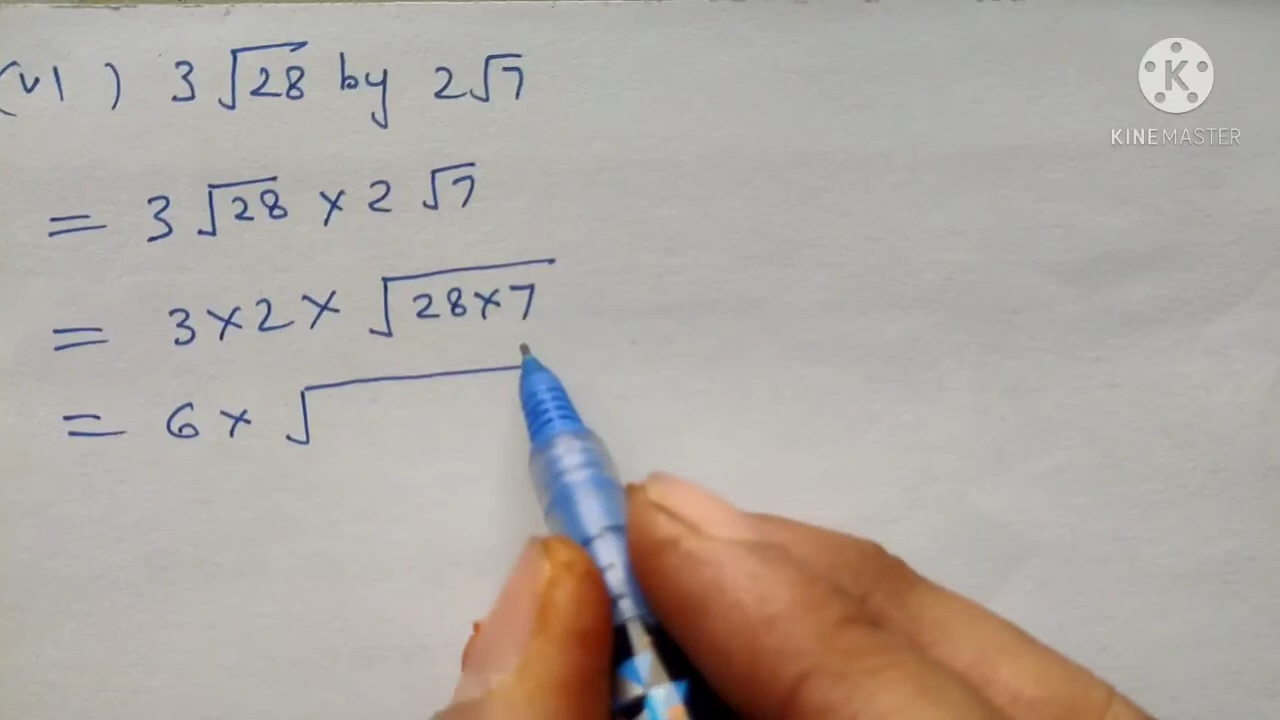 (VI) 3√28 by 2√7
= 3√28 × 2√7
= 3×2×√28×7
= 6×√
K
KINEMASTER